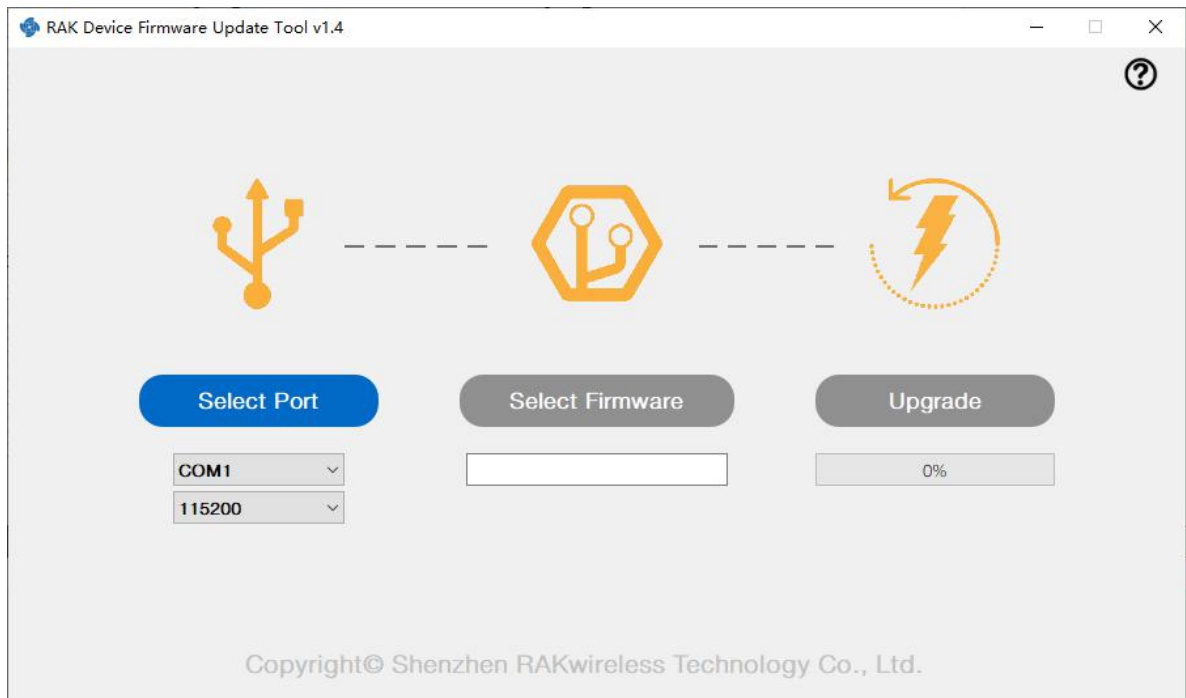 RAK Device Firmware Update Tool v1.4
Select Port
Select Firmware
Upgrade
COM1
0%
115200
Copyright© Shenzhen RAKwireless Technology Co., Ltd.